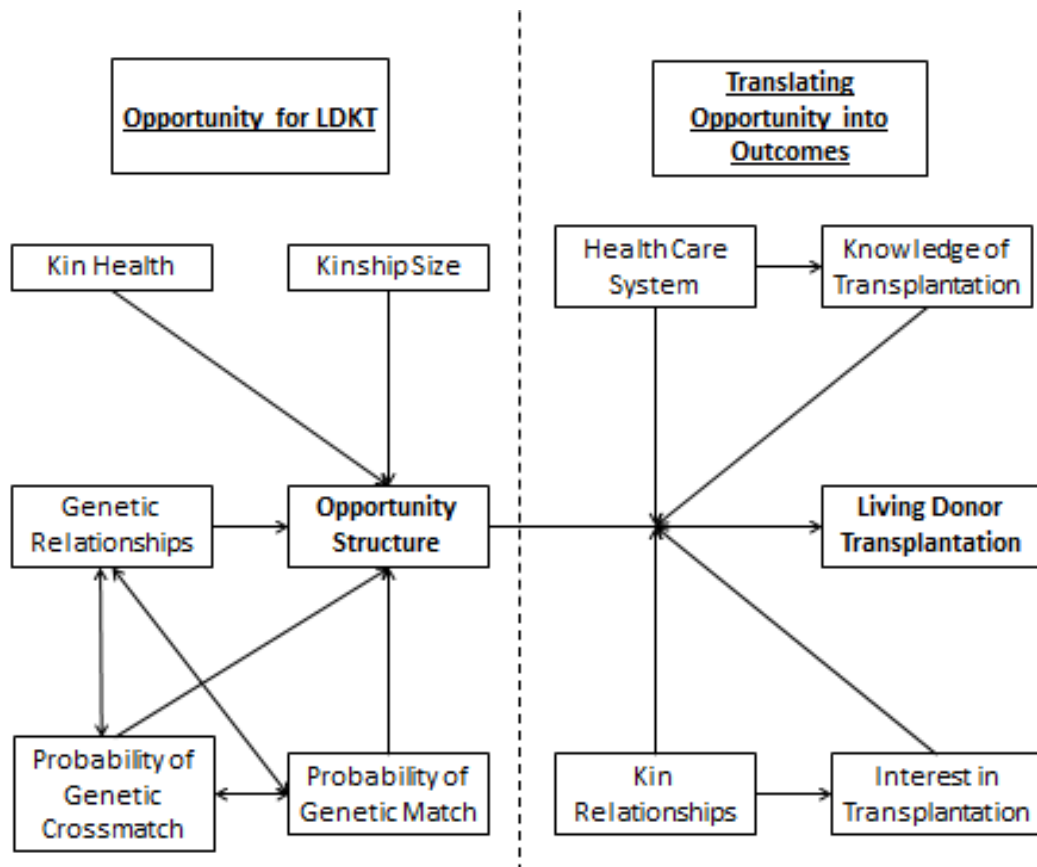 Opportunity for LDKT
Translating
Opportunity into
Outcomes
Kin Health
Kinship Size
Health Care
System
Knowledge of
Transplantation
Genetic
Relationships
Opportunity
Structure
Living Donor
Transplantation
Probability of
Genetic
Crossmatch
Probability of
Genetic Match
Kin
Relationships
Interest in
Transplantation